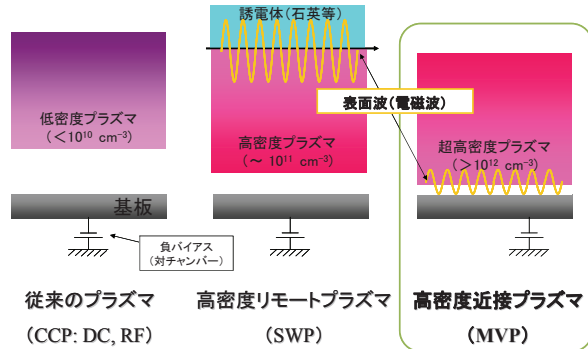 誘電体(石英等)
低密度プラズマ
(<10¹⁰ cm⁻³)
表面波(電磁波)
高密度プラズマ
(~ 10¹¹ cm⁻³)
超高密度プラズマ
(>10¹² cm⁻³)
基板
負バイアス
(対チャンバー)
従来のプラズマ
(CCP: DC, RF)
高密度リモートプラズマ
(SWP)
高密度近接プラズマ
(MVP)